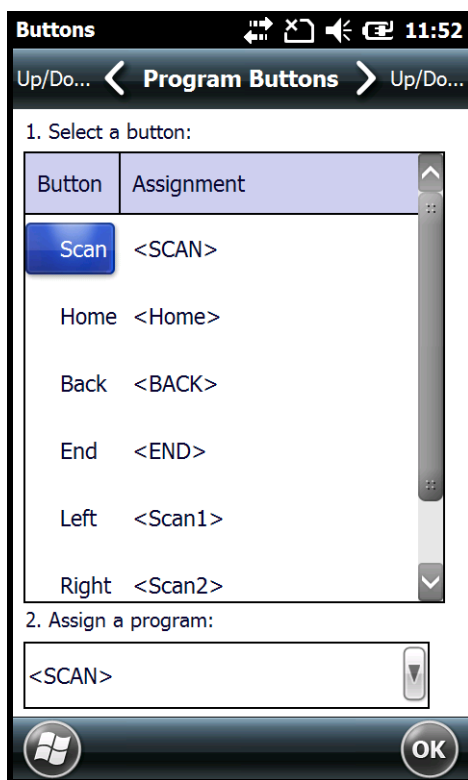 Buttons 11:52
Up/Do... Program Buttons Up/Do...
1. Select a button:
Button Assignment
Scan <SCAN>
Home <Home>
Back <BACK>
End <END>
Left <Scan1>
Right <Scan2>
2. Assign a program:
<SCAN>
OK